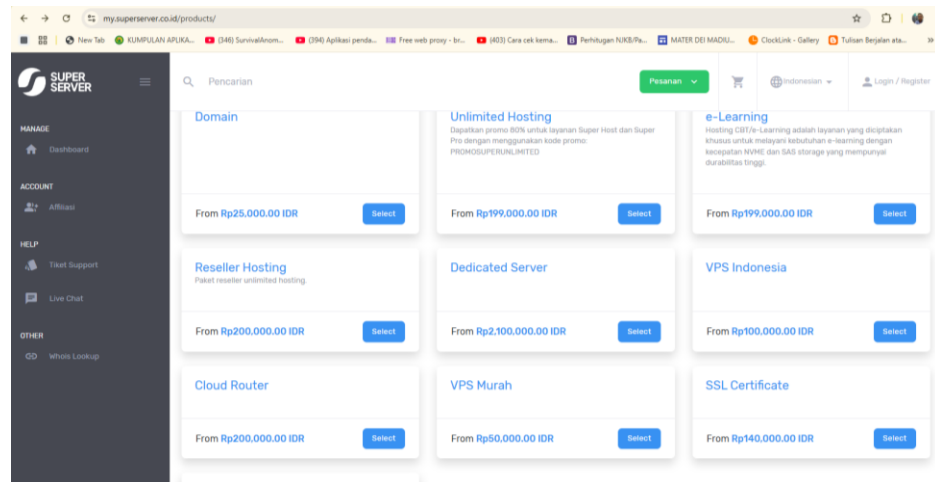 my.superserver.co.id/products/
New Tab
KUMPULAN APLIKA...
(346) SurvivalAnom...
(394) Aplikasi penda...
Free web proxy - br...
(403) Cara cek kema...
Perhitugan NJKB/Pa...
MATER DEI MADIU...
ClockLink - Gallery
Tulisan Berjalan ata...
SUPER
SERVER
Pencarian
Pesanan
Indonesian
Login / Register
MANAGE
Dashboard
ACCOUNT
Affiliasi
HELP
Tiket Support
Live Chat
OTHER
Whois Lookup
Domain
From Rp25,000.00 IDR
Select
Unlimited Hosting
Dapatkan promo 80% untuk layanan Super Host dan Super
Pro dengan menggunakan kode promo:
PROMOSUPERUNLIMITED
From Rp199,000.00 IDR
Select
e-Learning
Hosting CBT/e-Learning adalah layanan yang diciptakan
khusus untuk melayani kebutuhan e-learning dengan
kecepatan NVME dan SAS storage yang mempunyai
durabilitas tinggi.
From Rp199,000.00 IDR
Select
Reseller Hosting
Paket reseller unlimited hosting
From Rp200,000.00 IDR
Select
Dedicated Server
From Rp2,100,000.00 IDR
Select
VPS Indonesia
From Rp100,000.00 IDR
Select
Cloud Router
From Rp200,000.00 IDR
Select
VPS Murah
From Rp50,000.00 IDR
Select
SSL Certificate
From Rp140,000.00 IDR
Select